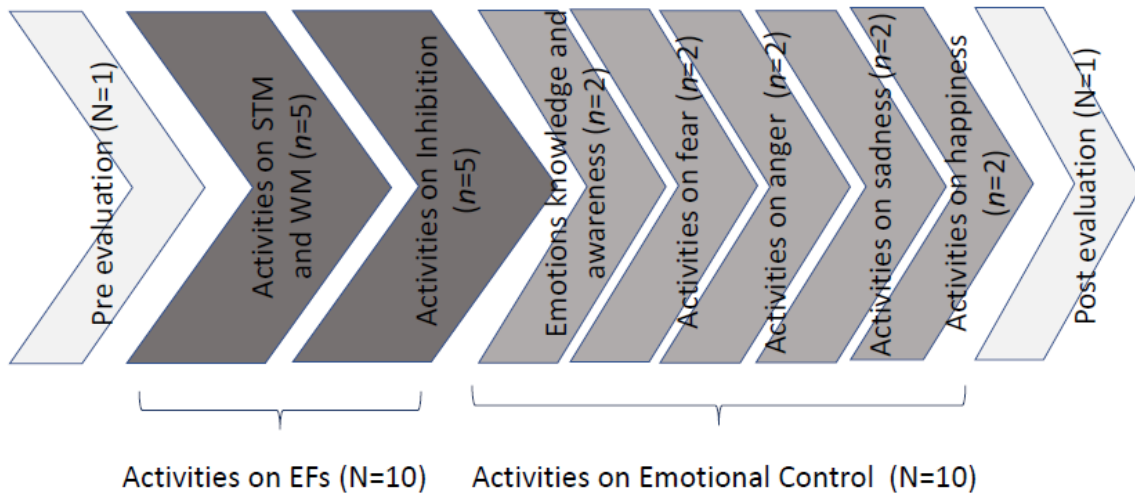 Pre evaluation (N=1)
Activities on STM
and WM (n=5)
Activities on Inhibition
(n=5)
Emotions knowledge and
awareness (n=2)
Activities on fear (n=2)
Activities on anger (n=2)
Activities on sadness (n=2)
Activities on happiness
(n=2)
Post evaluation (N=1)
Activities on EFs (N=10)
Activities on Emotional Control (N=10)